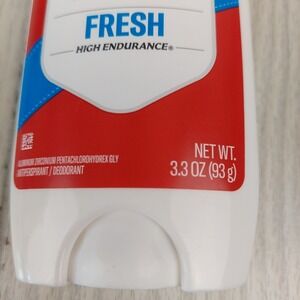 FRESH
HIGH ENDURANCE®
ALUMINUM ZIRCONIUM PENTACHLOROHYDREX GLY
ANTIPERSPIRANT / DEODORANT
NET WT.
3.3 OZ (93 g)